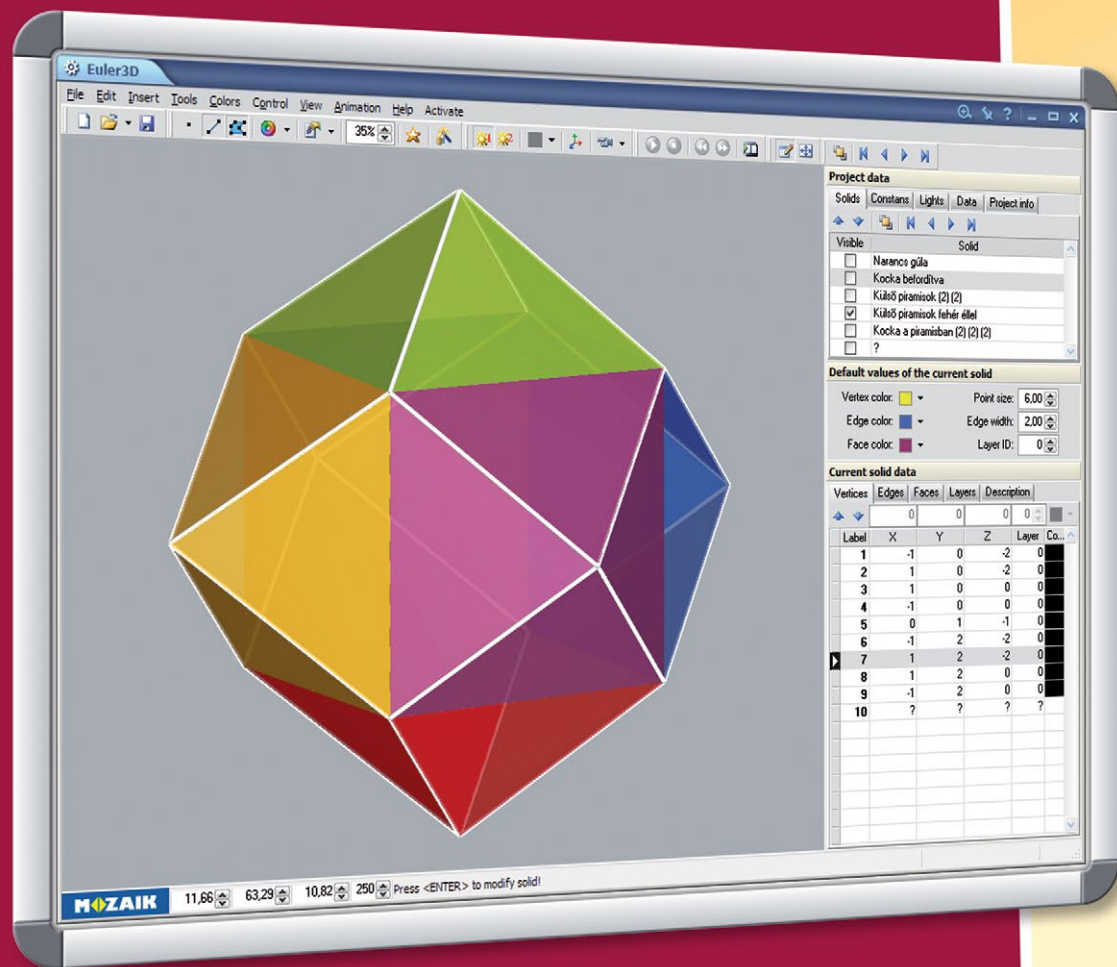 Euler3D
File Edit Insert Tools Colors Control View Animation Help Activate
35%
Project data
Solids Constans Lights Data Project info
Visible Solid
Narancs gúla
Kocka befordítva
Külső piramisok (2) (2)
Külső piramisok fehér éllel
Kocka a piramisban (2) (2) (2)
?
Default values of the current solid
Vertex color: Point size: 6,00
Edge color: Edge width: 2,00
Face color: Layer ID: 0
Current solid data
Vertices Edges Faces Layers Description
0 0 0 0
Label X Y Z Layer Co...
1 -1 0 -2 0
2 1 0 -2 0
3 1 0 0 0
4 -1 0 0 0
5 0 1 -1 0
6 -1 2 -2 0
7 1 2 -2 0
8 1 2 0 0
9 -1 2 0 0
10 ? ? ? ?
MOZAIK 11,66 63,29 10,82 250 Press <ENTER> to modify solid!